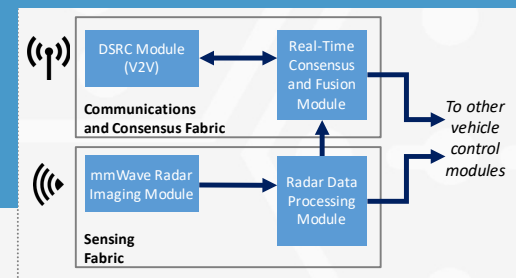 DSRC Module
(V2V)
Real-Time
Consensus
and Fusion
Module
Communications
and Consensus Fabric
To other
vehicle
control
modules
mmWave Radar
Imaging Module
Radar Data
Processing
Module
Sensing
Fabric